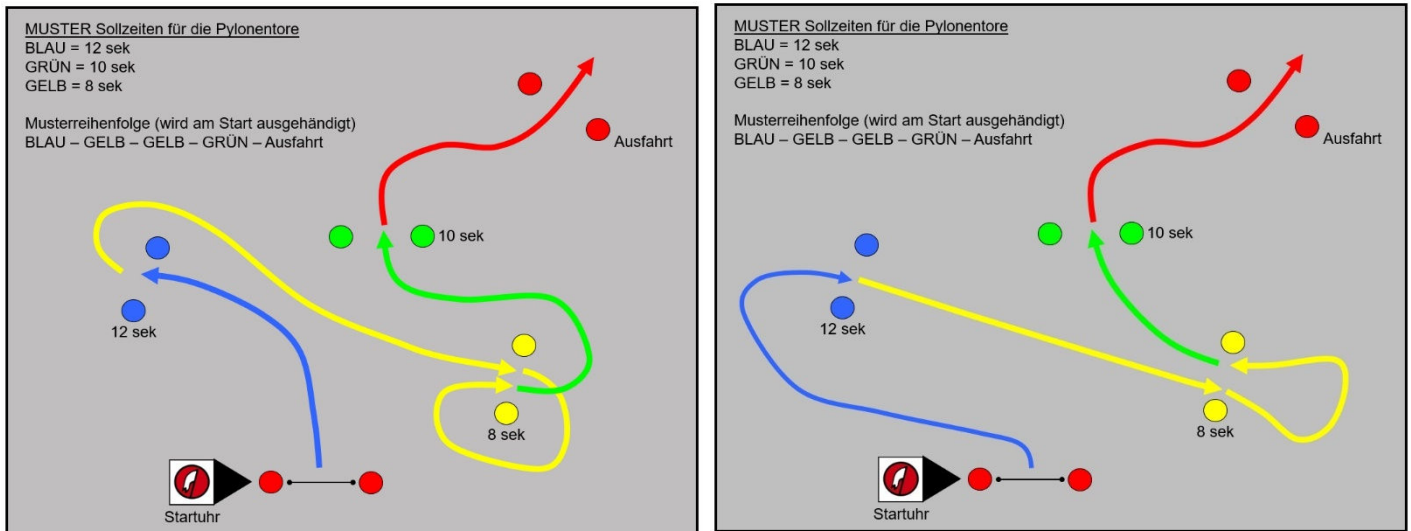 MUSTER Sollzeiten für die Pylonentore
BLAU = 12 sek
GRÜN = 10 sek
GELB = 8 sek
Musterreihenfolge (wird am Start ausgehändigt)
BLAU – GELB – GELB – GRÜN – Ausfahrt
Ausfahrt
10 sek
12 sek
8 sek
Startuhr
MUSTER Sollzeiten für die Pylonentore
BLAU = 12 sek
GRÜN = 10 sek
GELB = 8 sek
Musterreihenfolge (wird am Start ausgehändigt)
BLAU – GELB – GELB – GRÜN – Ausfahrt
Ausfahrt
10 sek
12 sek
8 sek
Startuhr